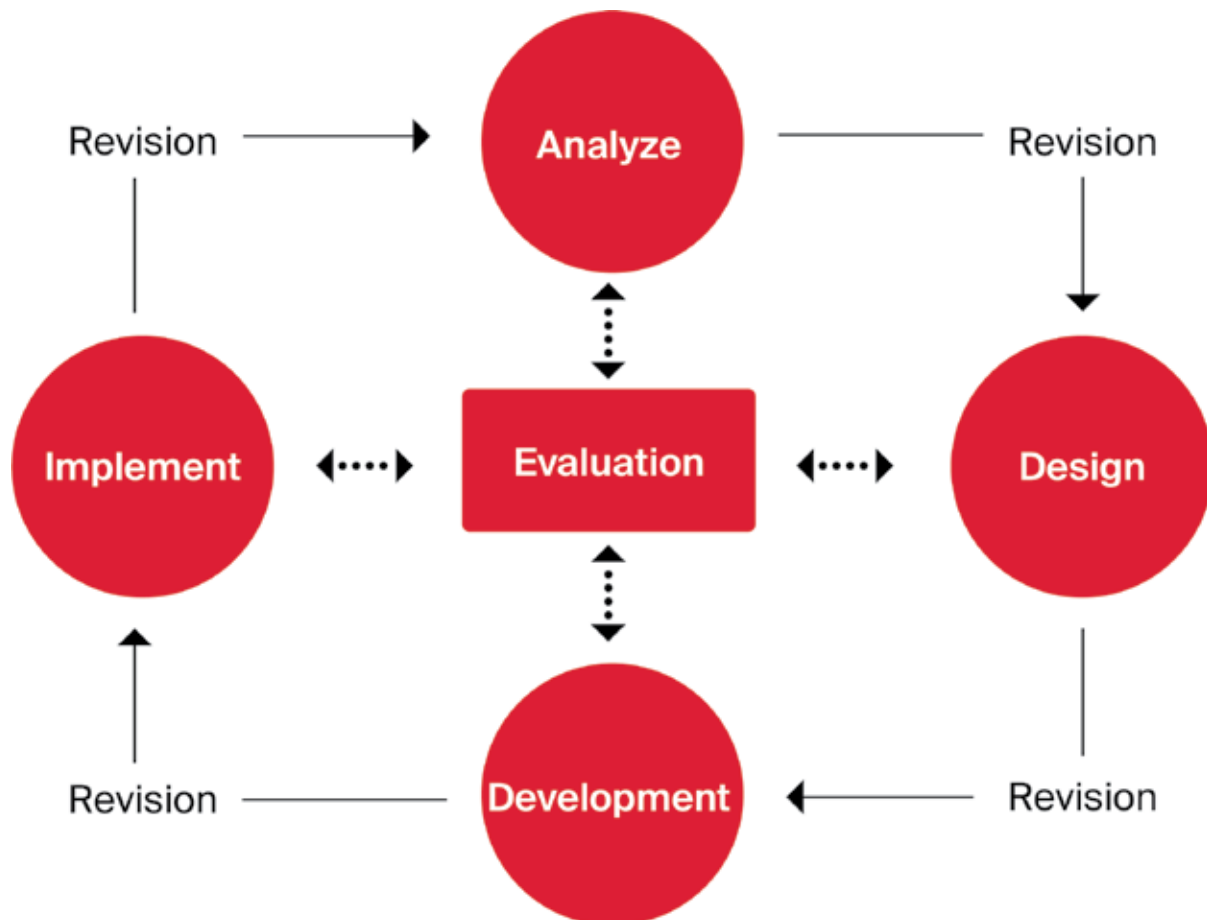 Revision
Analyze
Revision
Implement
Evaluation
Design
Revision
Development
Revision